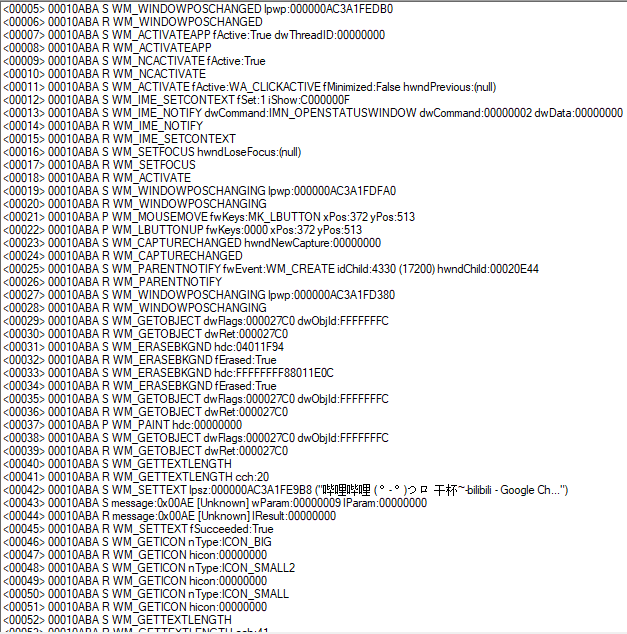 <00005> 00010ABA S WM_WINDOWPOSCHANGED lpwp:000000AC3A1FEDB0
<00006> 00010ABA R WM_WINDOWPOSCHANGED
<00007> 00010ABA S WM_ACTIVATEAPP fActive:True dwThreadID:00000000
<00008> 00010ABA R WM_ACTIVATEAPP
<00009> 00010ABA S WM_NCACTIVATE fActive:True
<00010> 00010ABA R WM_NCACTIVATE
<00011> 00010ABA S WM_ACTIVATE fActive:WA_CLICKACTIVE fMinimized:False hwndPrevious:(null)
<00012> 00010ABA S WM_IME_SETCONTEXT fSet:1 iShow:C000000F
<00013> 00010ABA S WM_IME_NOTIFY dwCommand:IMN_OPENSTATUSWINDOW dwCommand:00000002 dwData:00000000
<00014> 00010ABA R WM_IME_NOTIFY
<00015> 00010ABA R WM_IME_SETCONTEXT
<00016> 00010ABA S WM_SETFOCUS hwndLoseFocus:(null)
<00017> 00010ABA R WM_SETFOCUS
<00018> 00010ABA R WM_ACTIVATE
<00019> 00010ABA S WM_WINDOWPOSCHANGING lpwp:000000AC3A1FDFA0
<00020> 00010ABA R WM_WINDOWPOSCHANGING
<00021> 00010ABA P WM_MOUSEMOVE fwKeys:MK_LBUTTON xPos:372 yPos:513
<00022> 00010ABA P WM_LBUTTONUP fwKeys:0000 xPos:372 yPos:513
<00023> 00010ABA S WM_CAPTURECHANGED hwndNewCapture:00000000
<00024> 00010ABA R WM_CAPTURECHANGED
<00025> 00010ABA S WM_PARENTNOTIFY fwEvent:WM_CREATE idChild:4330 (17200) hwndChild:00020E44
<00026> 00010ABA R WM_PARENTNOTIFY
<00027> 00010ABA S WM_WINDOWPOSCHANGING lpwp:000000AC3A1FD380
<00028> 00010ABA R WM_WINDOWPOSCHANGING
<00029> 00010ABA S WM_GETOBJECT dwFlags:000027C0 dwObjId:FFFFFFFC
<00030> 00010ABA R WM_GETOBJECT dwRet:000027C0
<00031> 00010ABA S WM_ERASEBKGND hdc:04011F94
<00032> 00010ABA R WM_ERASEBKGND fErased:True
<00033> 00010ABA S WM_ERASEBKGND hdc:FFFFFFFF88011E0C
<00034> 00010ABA R WM_ERASEBKGND fErased:True
<00035> 00010ABA S WM_GETOBJECT dwFlags:000027C0 dwObjId:FFFFFFFC
<00036> 00010ABA R WM_GETOBJECT dwRet:000027C0
<00037> 00010ABA P WM_PAINT hdc:00000000
<00038> 00010ABA S WM_GETOBJECT dwFlags:000027C0 dwObjId:FFFFFFFC
<00039> 00010ABA R WM_GETOBJECT dwRet:000027C0
<00040> 00010ABA S WM_GETTEXTLENGTH
<00041> 00010ABA R WM_GETTEXTLENGTH cch:20
<00042> 00010ABA S WM_SETTEXT lpsz:000000AC3A1FE9B8 ("哔哩哔哩 (゜-゜)つロ 干杯~-bilibili - Google Ch...")
<00043> 00010ABA S message:0x00AE [Unknown] wParam:00000009 lParam:00000000
<00044> 00010ABA R message:0x00AE [Unknown] lResult:00000000
<00045> 00010ABA R WM_SETTEXT fSucceeded:True
<00046> 00010ABA S WM_GETICON nType:ICON_BIG
<00047> 00010ABA R WM_GETICON hicon:00000000
<00048> 00010ABA S WM_GETICON nType:ICON_SMALL2
<00049> 00010ABA R WM_GETICON hicon:00000000
<00050> 00010ABA S WM_GETICON nType:ICON_SMALL
<00051> 00010ABA R WM_GETICON hicon:00000000
<00052> 00010ABA S WM_GETTEXTLENGTH
<00053> 00010ABA R WM_GETTEXTLENGTH cch:41